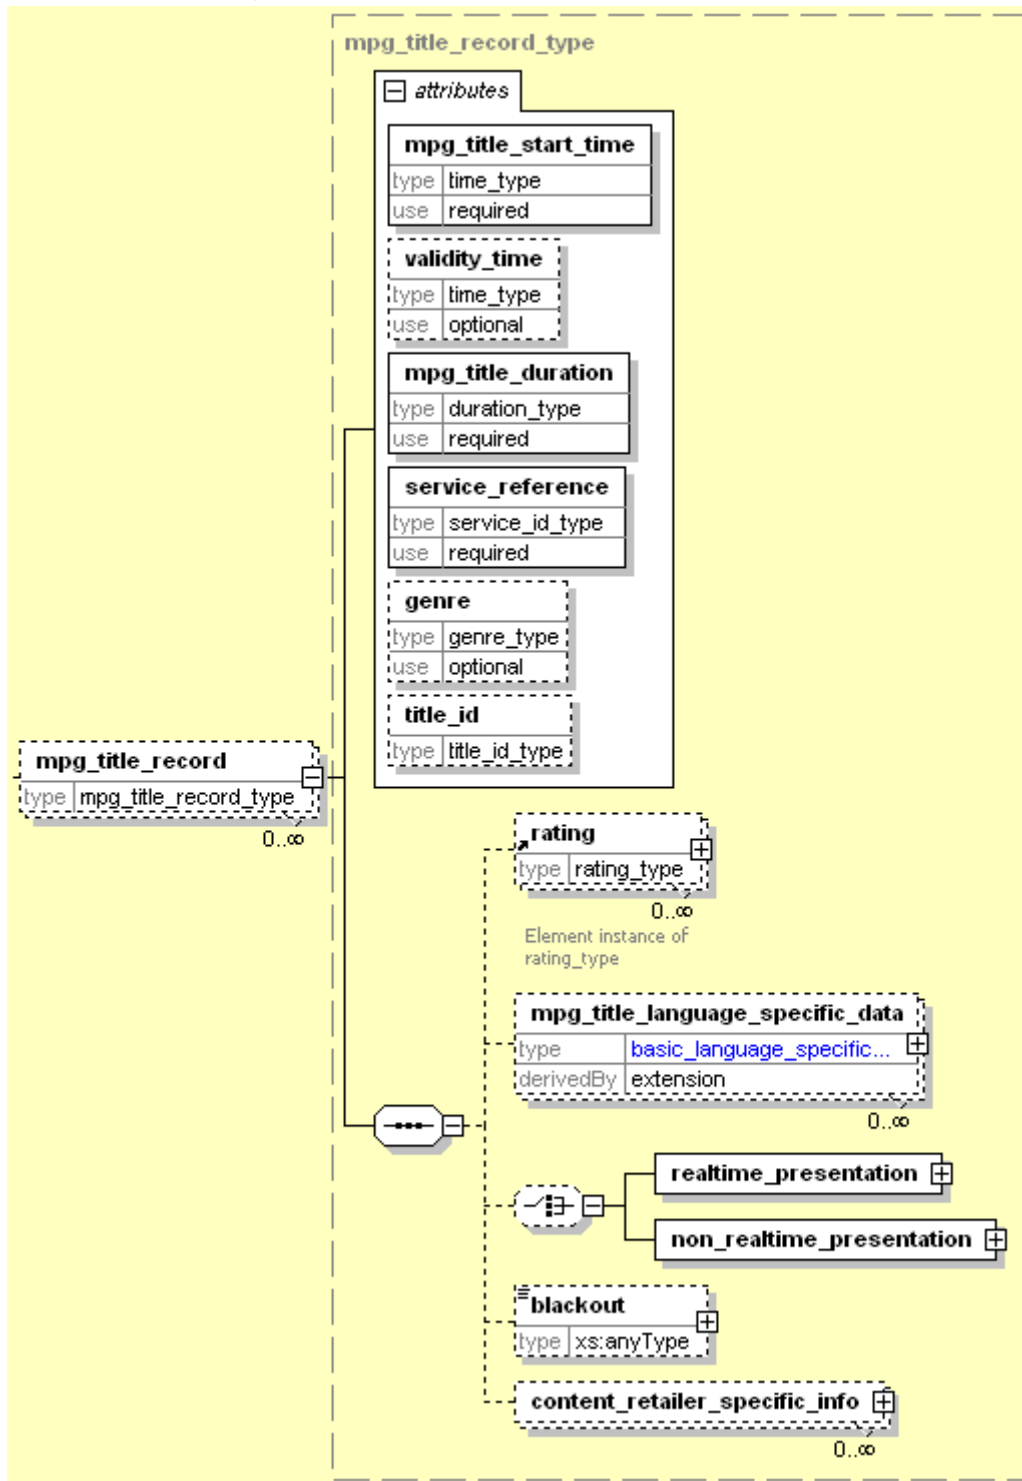 mpg_title_record_type
attributes
mpg_title_start_time
type time_type
use required
validity_time
type time_type
use optional
mpg_title_duration
type duration_type
use required
service_reference
type service_id_type
use required
genre
type genre_type
use optional
title_id
type title_id_type
mpg_title_record
type mpg_title_record_type
0..∞
rating
type rating_type
0..∞
Element instance of
rating_type
mpg_title_language_specific_data
type basic_language_specific...
derivedBy extension
0..∞
realtime_presentation
non_realtime_presentation
blackout
type xs:anyType
content_retailer_specific_info
0..∞